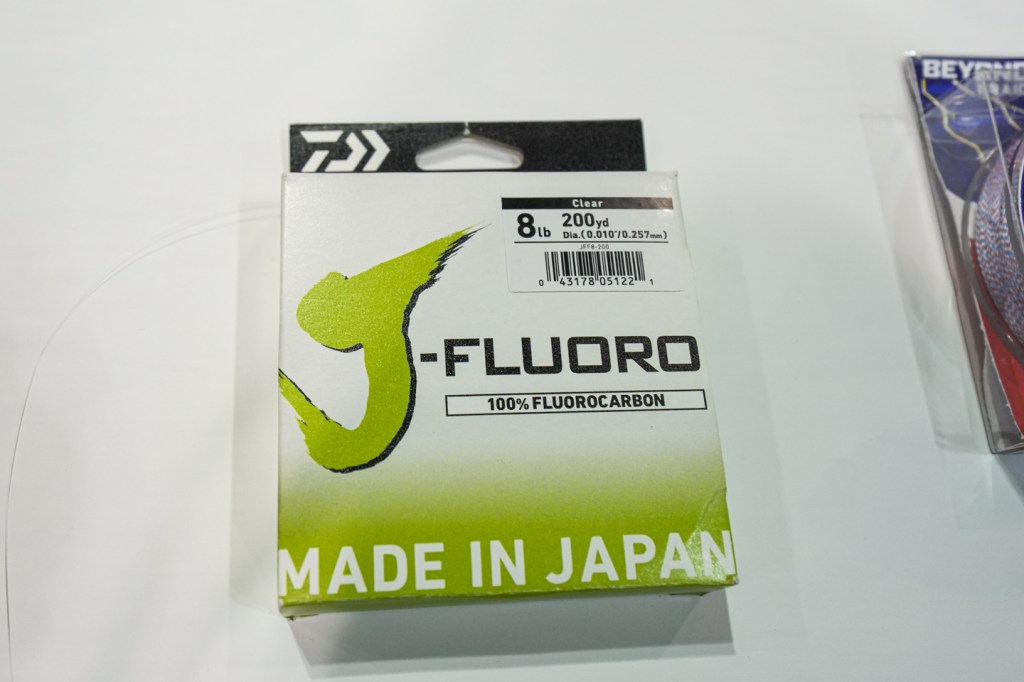 Clear
8lb 200yd
Dia.(0.010"/0.257mm)
JFF8-200
0 43178 05122 1
J-FLUORO
100% FLUOROCARBON
MADE IN JAPAN
BEYOND